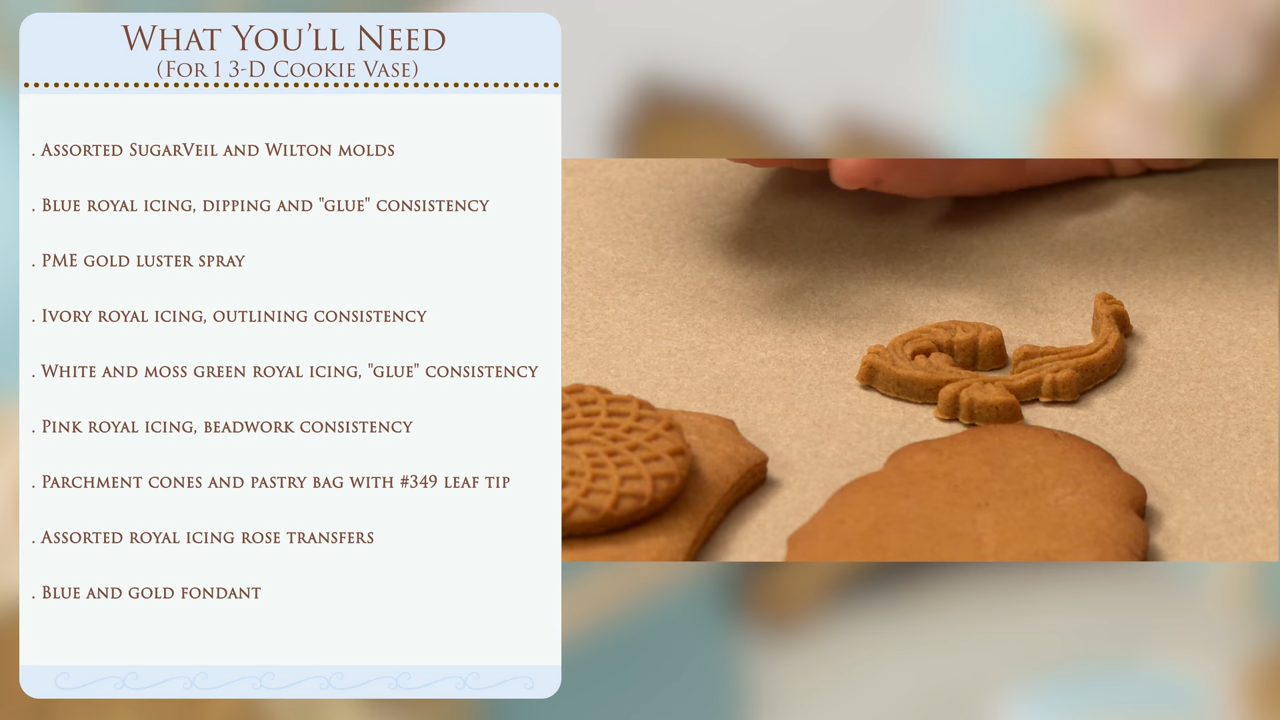 What You'll Need
(For 1 3-D Cookie Vase)
. Assorted SugarVeil and Wilton molds
. Blue royal icing, dipping and "glue" consistency
. PME gold luster spray
. Ivory royal icing, outlining consistency
. White and moss green royal icing, "glue" consistency
. Pink royal icing, beadwork consistency
. Parchment cones and pastry bag with #349 leaf tip
. Assorted royal icing rose transfers
. Blue and gold fondant